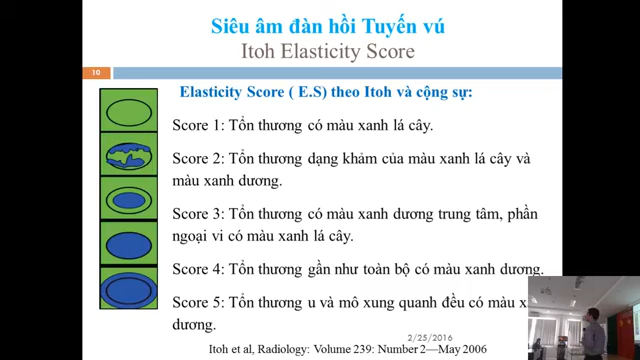 Siêu âm đàn hồi Tuyến vú
Itoh Elasticity Score
10
Elasticity Score ( E.S) theo Itoh và cộng sự:
Score 1: Tổn thương có màu xanh lá cây.
Score 2: Tổn thương dạng khảm của màu xanh lá cây và
màu xanh dương.
Score 3: Tổn thương có màu xanh dương trung tâm, phần
ngoại vi có màu xanh lá cây.
Score 4: Tổn thương gần như toàn bộ có màu xanh dương.
Score 5: Tổn thương u và mô xung quanh đều có màu
dương.
2/25/2016
Itoh et al, Radiology: Volume 239: Number 2—May 2006